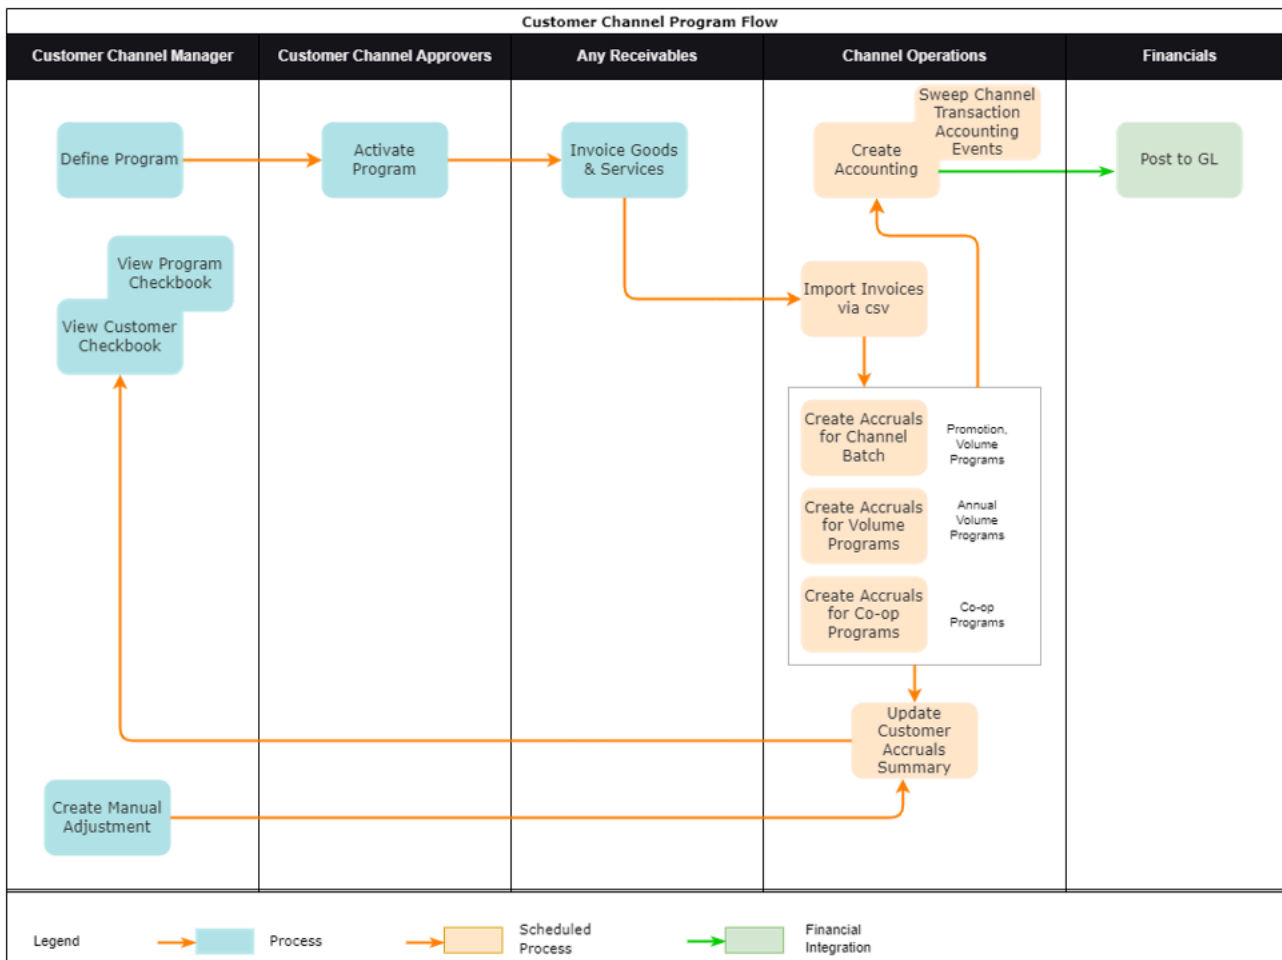 Customer Channel Program Flow
Customer Channel Manager
Customer Channel Approvers
Any Receivables
Channel Operations
Financials
Define Program
Activate
Program
Invoice Goods
& Services
Create
Accounting
Sweep Channel
Transaction
Accounting
Events
Post to GL
View Program
Checkbook
View Customer
Checkbook
Import Invoices
via csv
Create Accruals
for Channel
Batch
Promotion,
Volume
Programs
Create Accruals
for Volume
Programs
Annual
Volume
Programs
Create Accruals
for Co-op
Programs
Co-op
Programs
Update
Customer
Accruals
Summary
Create Manual
Adjustment
Legend
Process
Scheduled
Process
Financial
Integration